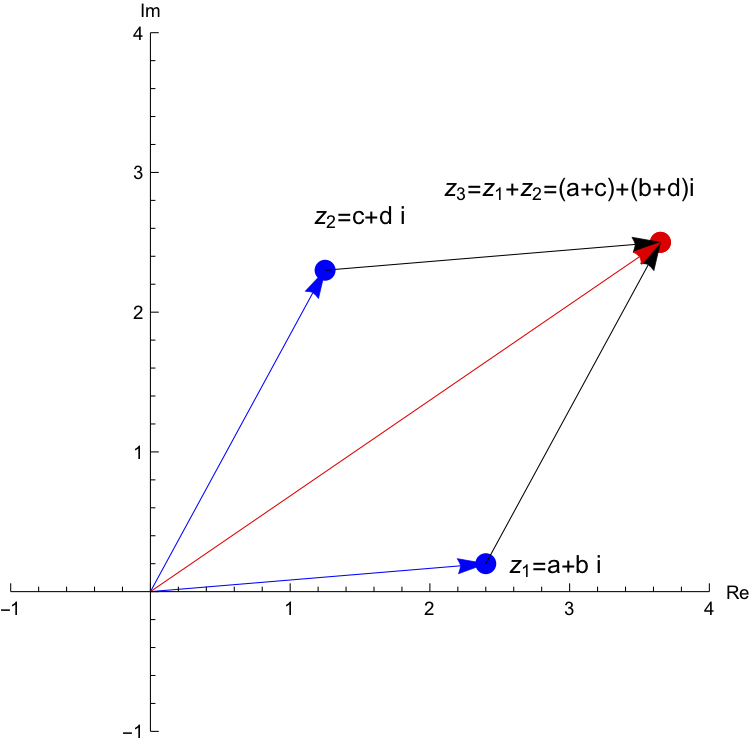 Im
4
3
z₃=z₁+z₂=(a+c)+(b+d)i
z₂=c+d i
2
1
z₁=a+b i
Re
−1
1
2
3
4
−1